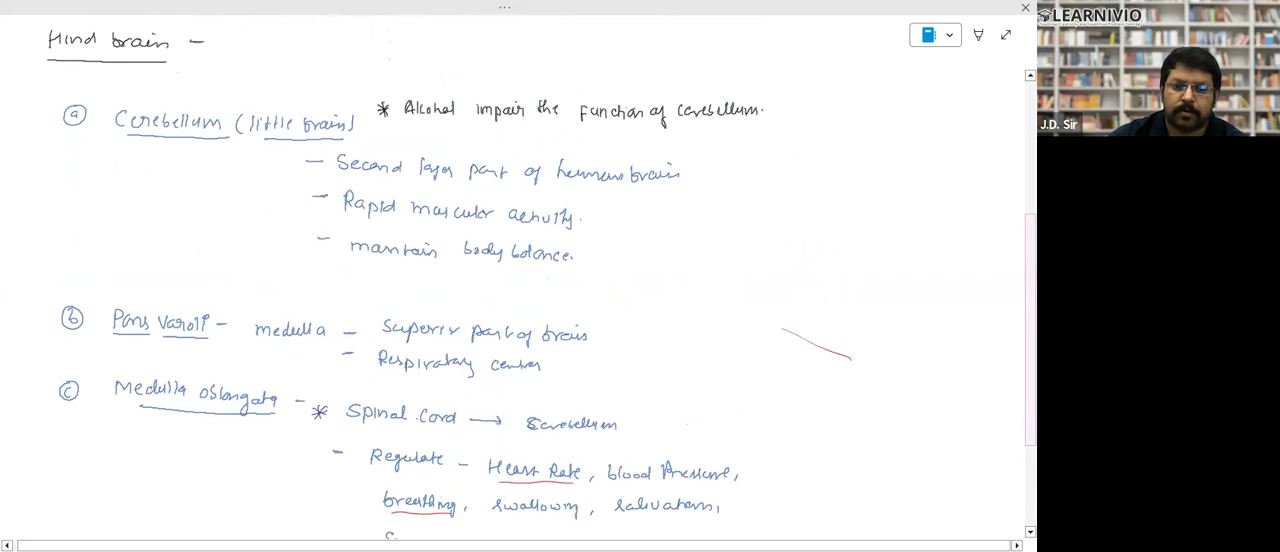 LEARNIVIO
Hind brain -
J.D. Sir
* Alcohol impair the function of cerebellum.
a Cerebellum (little brain)
- Second layer part of human brain
- Rapid muscular activity.
- maintain body balance.
b Pons varoli - medulla - Superior part of brain
- Respiratory center
c Medulla oblongata - * Spinal cord → cerebellum
- Regulate - Heart Rate, blood Pressure,
breathing, swallowing, salivation,